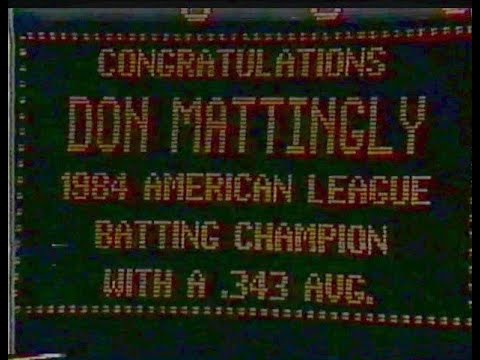 CONGRATULATIONS
DON MATTINGLY
1984 AMERICAN LEAGUE
BATTING CHAMPION
WITH A .343 AVG.